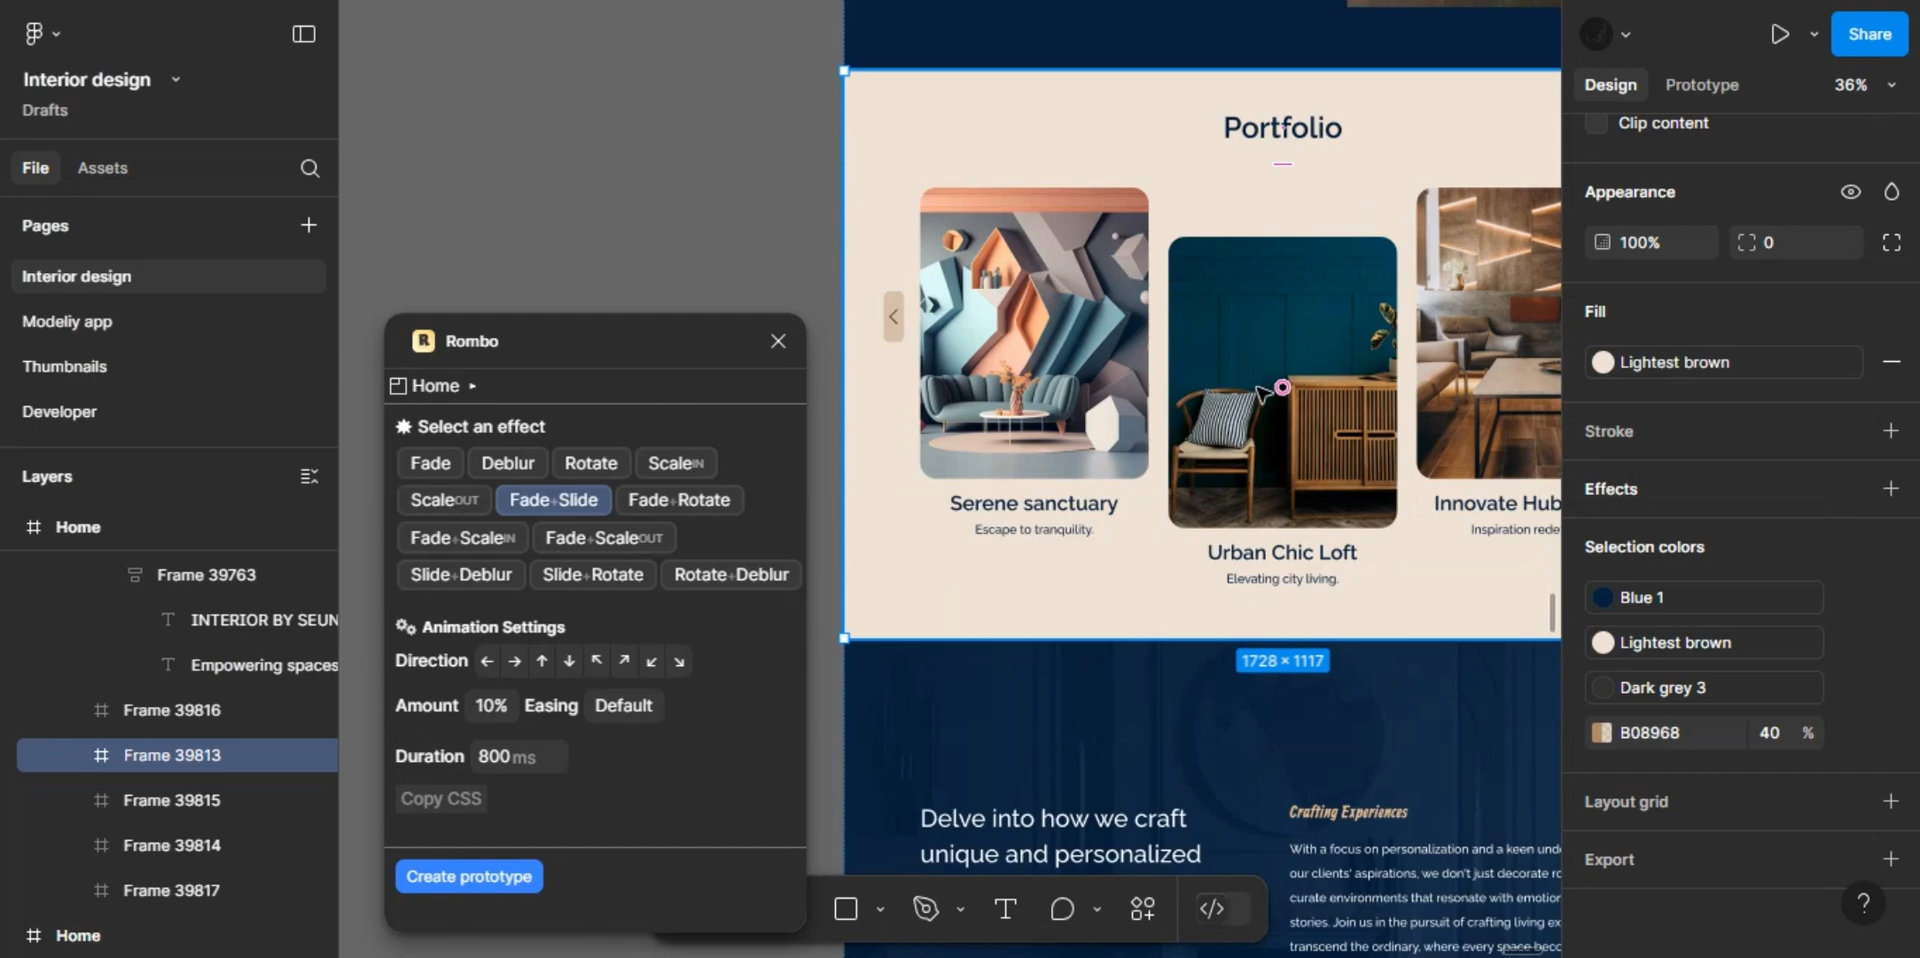 Interior design
Drafts
File
Assets
Pages
Interior design
Modeliy app
Thumbnails
Developer
Layers
Home
Frame 39763
INTERIOR BY SEUN
Empowering spaces
Frame 39816
Frame 39813
Frame 39815
Frame 39814
Frame 39817
Home
R Rombo
Home
Select an effect
Fade Deblur Rotate ScaleIN
ScaleOUT Fade+Slide Fade+Rotate
Fade+ScaleIN Fade+ScaleOUT
Slide+Deblur Slide+Rotate Rotate+Deblur
Animation Settings
Direction ← → ↑ ↓ ↖ ↗ ↙ ↘
Amount 10% Easing Default
Duration 800ms
Copy CSS
Create prototype
Portfolio
Serene sanctuary
Escape to tranquility.
Urban Chic Loft
Elevating city living.
Innovate Hub
Inspiration rede
1728 × 1117
Delve into how we craft
unique and personalized
Crafting Experiences
With a focus on personalization and a keen und
our clients' aspirations, we don't just decorate ro
curate environments that resonate with emotion
stories. Join us in the pursuit of crafting living ex
transcend the ordinary, where every space beco
Share
Design Prototype 36%
Clip content
Appearance
100% 0
Fill
Lightest brown
Stroke
Effects
Selection colors
Blue 1
Lightest brown
Dark grey 3
B08968 40 %
Layout grid
Export
?